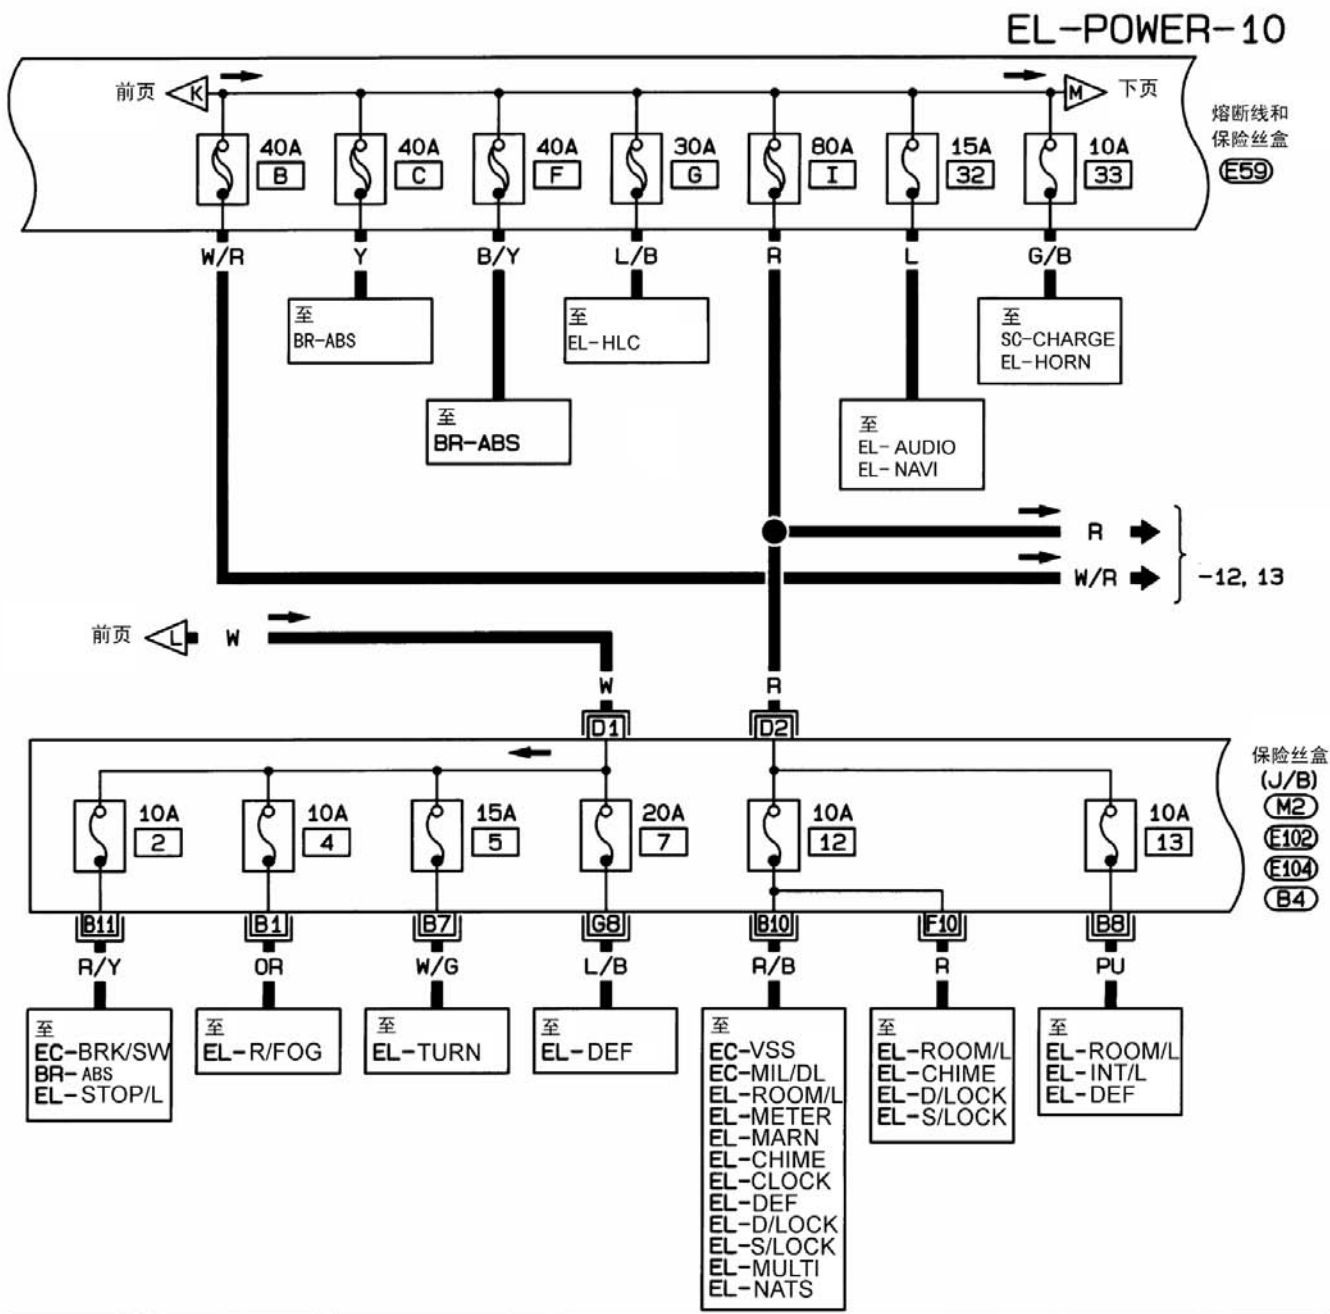 EL-POWER-10
前页 K M 下页
熔断线和
保险丝盒
E59
40A B 40A C 40A F 30A G 80A I 15A 32 10A 33
W/R Y B/Y L/B R L G/B
至
BR-ABS
至
BR-ABS
至
EL-HLC
至
EL-AUDIO
EL-NAVI
至
SC-CHARGE
EL-HORN
R
W/R
-12, 13
前页 L W
W R
D1 D2
保险丝盒
(J/B)
M2
E102
E104
B4
10A 2 10A 4 15A 5 20A 7 10A 12 10A 13
B11 B1 B7 G8 B10 F10 B8
R/Y OR W/G L/B R/B R PU
至
EC-BRK/SW
BR-ABS
EL-STOP/L
至
EL-R/FOG
至
EL-TURN
至
EL-DEF
至
EC-VSS
EC-MIL/DL
EL-ROOM/L
EL-METER
EL-MARN
EL-CHIME
EL-CLOCK
EL-DEF
EL-D/LOCK
EL-S/LOCK
EL-MULTI
EL-NATS
至
EL-ROOM/L
EL-CHIME
EL-D/LOCK
EL-S/LOCK
至
EL-ROOM/L
EL-INT/L
EL-DEF